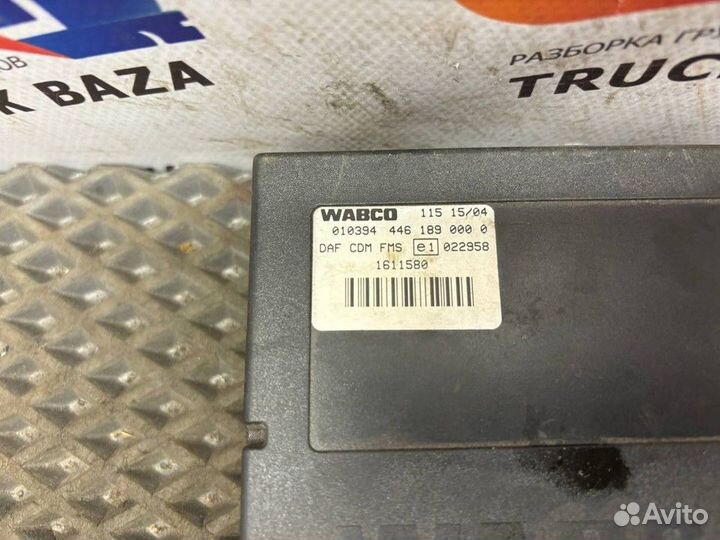 ОВ
K BAZA
РАЗБОРКА ГР
TRUC
WABCO 115 15/04
010394 446 189 000 0
DAF CDM FMS e1 022958
1611580
Avito